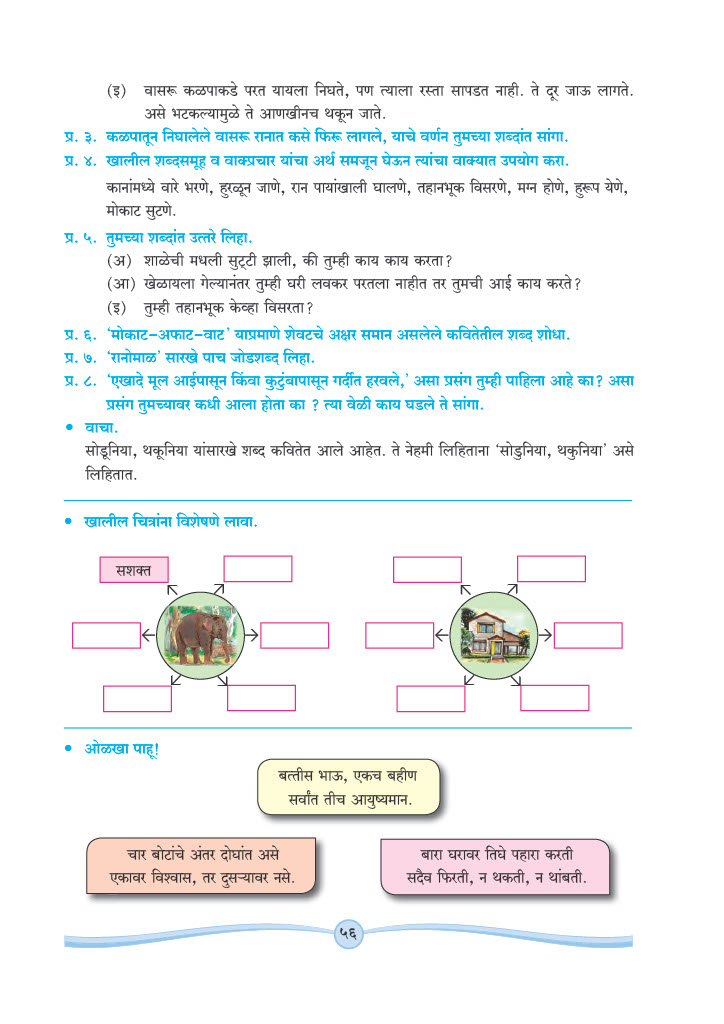 (इ) वासरू कळपाकडे परत यायला निघते, पण त्याला रस्ता सापडत नाही. ते दूर जाऊ लागते.
असे भटकल्यामुळे ते आणखीनच थकून जाते.
प्र. ३. कळपातून निघालेले वासरू रानात कसे फिरू लागले, याचे वर्णन तुमच्या शब्दांत सांगा.
प्र. ४. खालील शब्दसमूह व वाक्प्रचार यांचा अर्थ समजून घेऊन त्यांचा वाक्यात उपयोग करा.
कानांमध्ये वारे भरणे, हुरळून जाणे, रान पायांखाली घालणे, तहानभूक विसरणे, मग्न होणे, हुरूप येणे,
मोकाट सुटणे.
प्र. ५. तुमच्या शब्दांत उत्तरे लिहा.
(अ) शाळेची मधली सुट्टी झाली, की तुम्ही काय काय करता?
(आ) खेळायला गेल्यानंतर तुम्ही घरी लवकर परतला नाहीत तर तुमची आई काय करते?
(इ) तुम्ही तहानभूक केव्हा विसरता?
प्र. ६. ‘मोकाट-अफाट-वाट’ याप्रमाणे शेवटचे अक्षर समान असलेले कवितेतील शब्द शोधा.
प्र. ७. ‘रानोमाळ’ सारखे पाच जोडशब्द लिहा.
प्र. ८. ‘एखादे मूल आईपासून किंवा कुटुंबापासून गर्दीत हरवले,’ असा प्रसंग तुम्ही पाहिला आहे का? असा
प्रसंग तुमच्यावर कधी आला होता का ? त्या वेळी काय घडले ते सांगा.
• वाचा.
सोडूनिया, थकूनिया यांसारखे शब्द कवितेत आले आहेत. ते नेहमी लिहिताना ‘सोडुनिया, थकुनिया’ असे
लिहितात.
• खालील चित्रांना विशेषणे लावा.
सशक्त
• ओळखा पाहू!
बत्तीस भाऊ, एकच बहीण
सर्वांत तीच आयुष्यमान.
चार बोटांचे अंतर दोघांत असे
एकावर विश्वास, तर दुसऱ्यावर नसे.
बारा घरावर तिघे पहारा करती
सदैव फिरती, न थकती, न थांबती.
५६